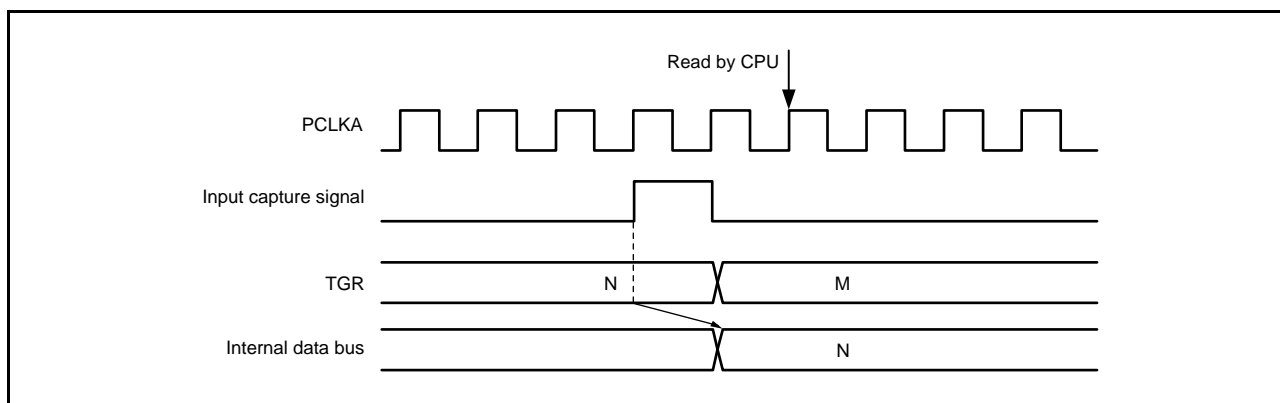 Read by CPU
PCLKA
Input capture signal
TGR N M
Internal data bus N